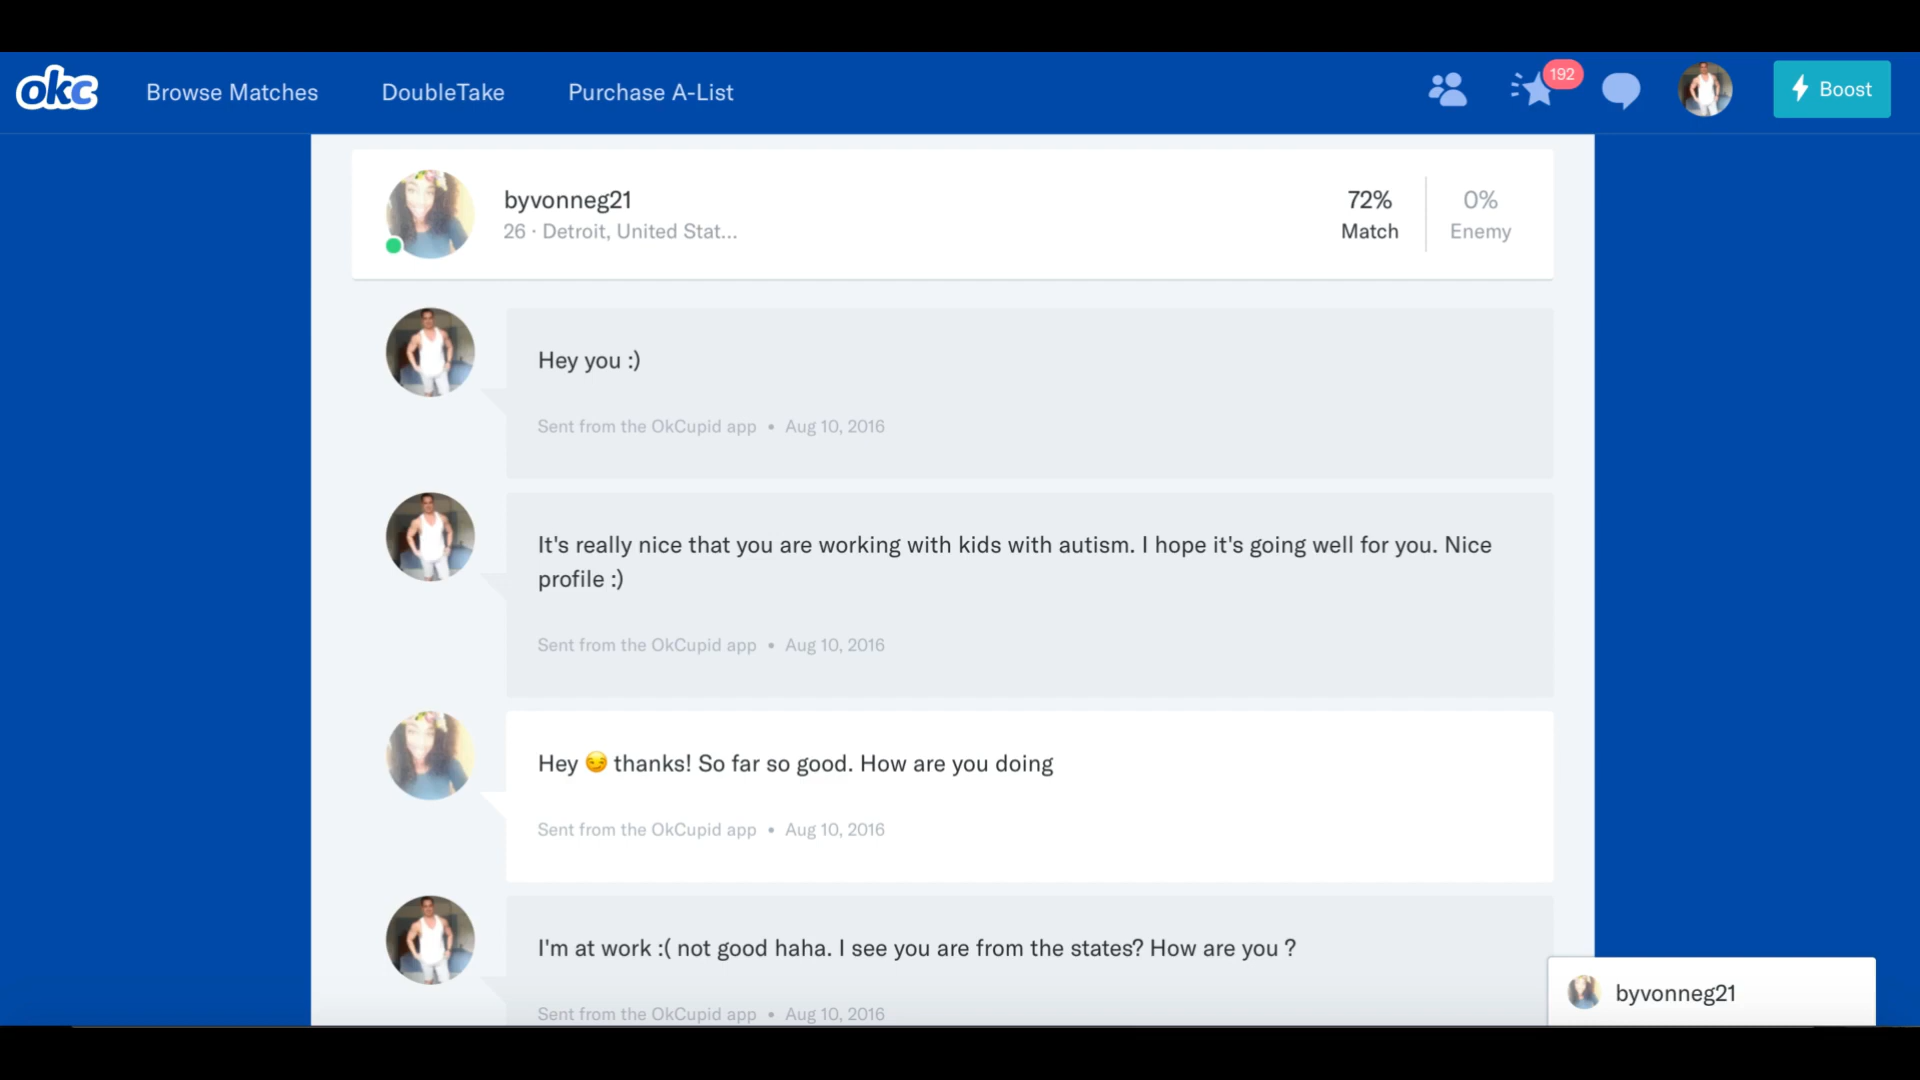 okc
Browse Matches
DoubleTake
Purchase A-List
192
Boost
byvonneg21
26 · Detroit, United Stat...
72%
Match
0%
Enemy
Hey you :)
Sent from the OkCupid app • Aug 10, 2016
It's really nice that you are working with kids with autism. I hope it's going well for you. Nice
profile :)
Sent from the OkCupid app • Aug 10, 2016
Hey 😏 thanks! So far so good. How are you doing
Sent from the OkCupid app • Aug 10, 2016
I'm at work :( not good haha. I see you are from the states? How are you ?
Sent from the OkCupid app • Aug 10, 2016
byvonneg21